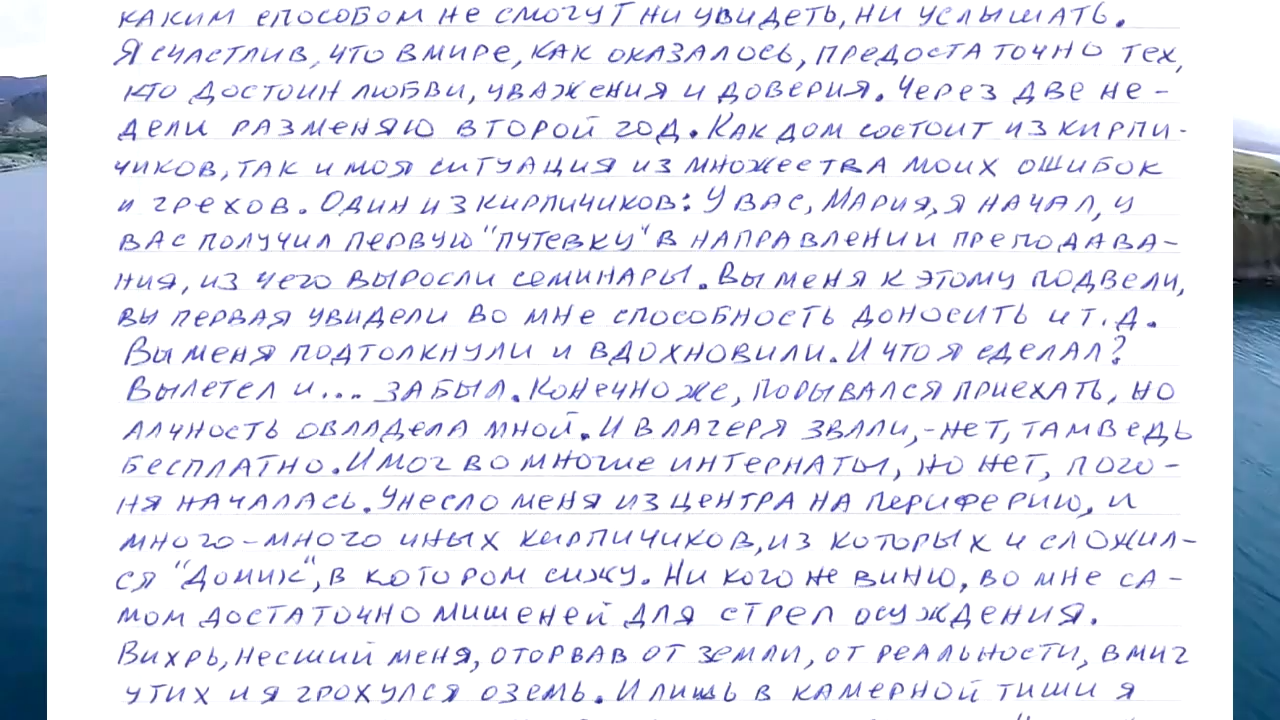 каким способом не смогут ни увидеть, ни услышать.
Я счастлив, что в мире, как оказалось, предостаточно тех,
кто достоин любви, уважения и доверия. Через две не-
дели разменяю второй год. Как дом состоит из кирпи-
чиков, так и моя ситуация из множества моих ошибок
и грехов. Один из кирпичиков: У вас, Мария, я начал, у
вас получил первую "путевку" в направлении преподава-
ния, из чего выросли семинары. Вы меня к этому подвели,
вы первая увидели во мне способность доносить и т.д.
Вы меня подтолкнули и вдохновили. И что я сделал?
Вылетел и... забыл. Конечно же, порывался приехать, но
алчность овладела мной. И в лагеря звали, - нет, там ведь
бесплатно. И мог во многие интернаты, но нет, пого-
ня началась. Унесло меня из центра на периферию, и
много-много иных кирпичиков, из которых и сложил-
ся "Домик", в котором сижу. Ни кого не виню, во мне са-
мом достаточно мишеней для стрел осуждения.
Вихрь, несший меня, оторвав от земли, от реальности, вмиг
утих и я грохулся оземь. И лишь в камерной тиши я